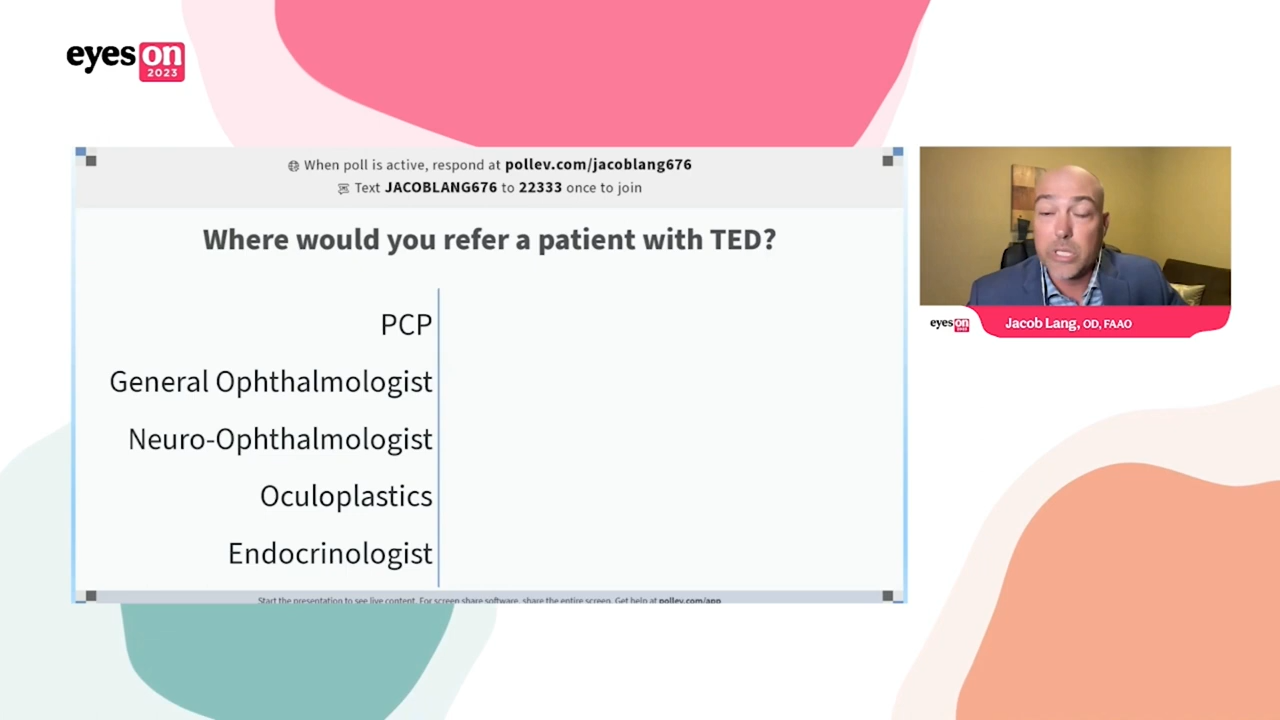 eyes on
2023
When poll is active, respond at pollev.com/jacoblang676
Text JACOBLANG676 to 22333 once to join
Where would you refer a patient with TED?
PCP
General Ophthalmologist
Neuro-Ophthalmologist
Oculoplastics
Endocrinologist
Start the presentation to see live content. For screen share software, share the entire screen. Get help at pollev.com/app
eyes on
2023
Jacob Lang, OD, FAAO